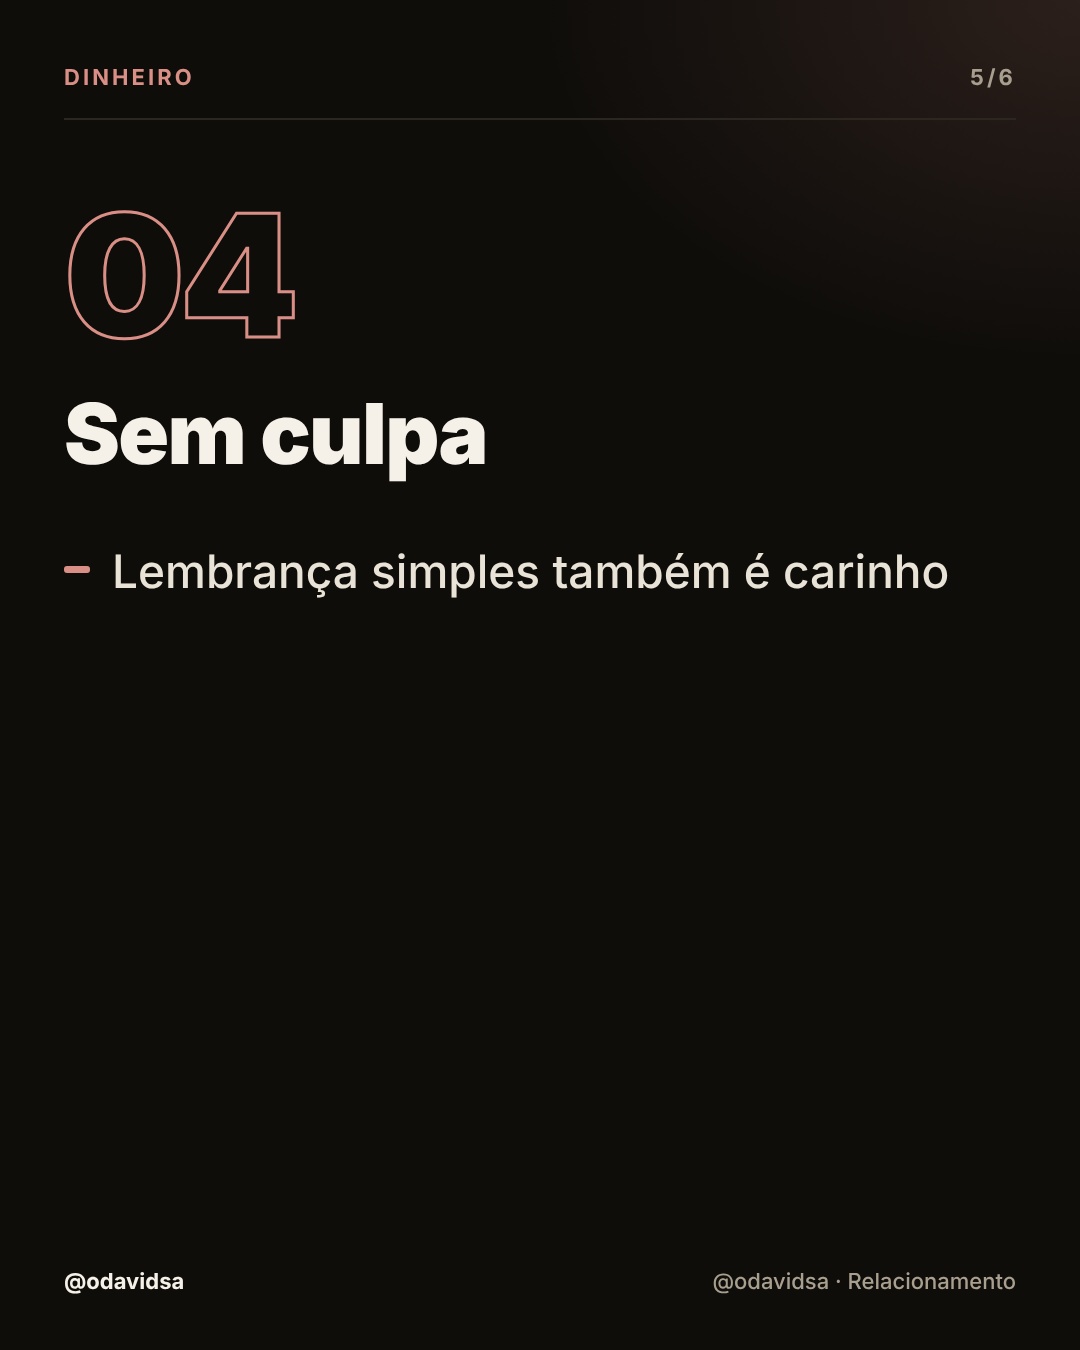 DINHEIRO
5/6
04
Sem culpa
Lembrança simples também é carinho
@odavidsa
@odavidsa · Relacionamento